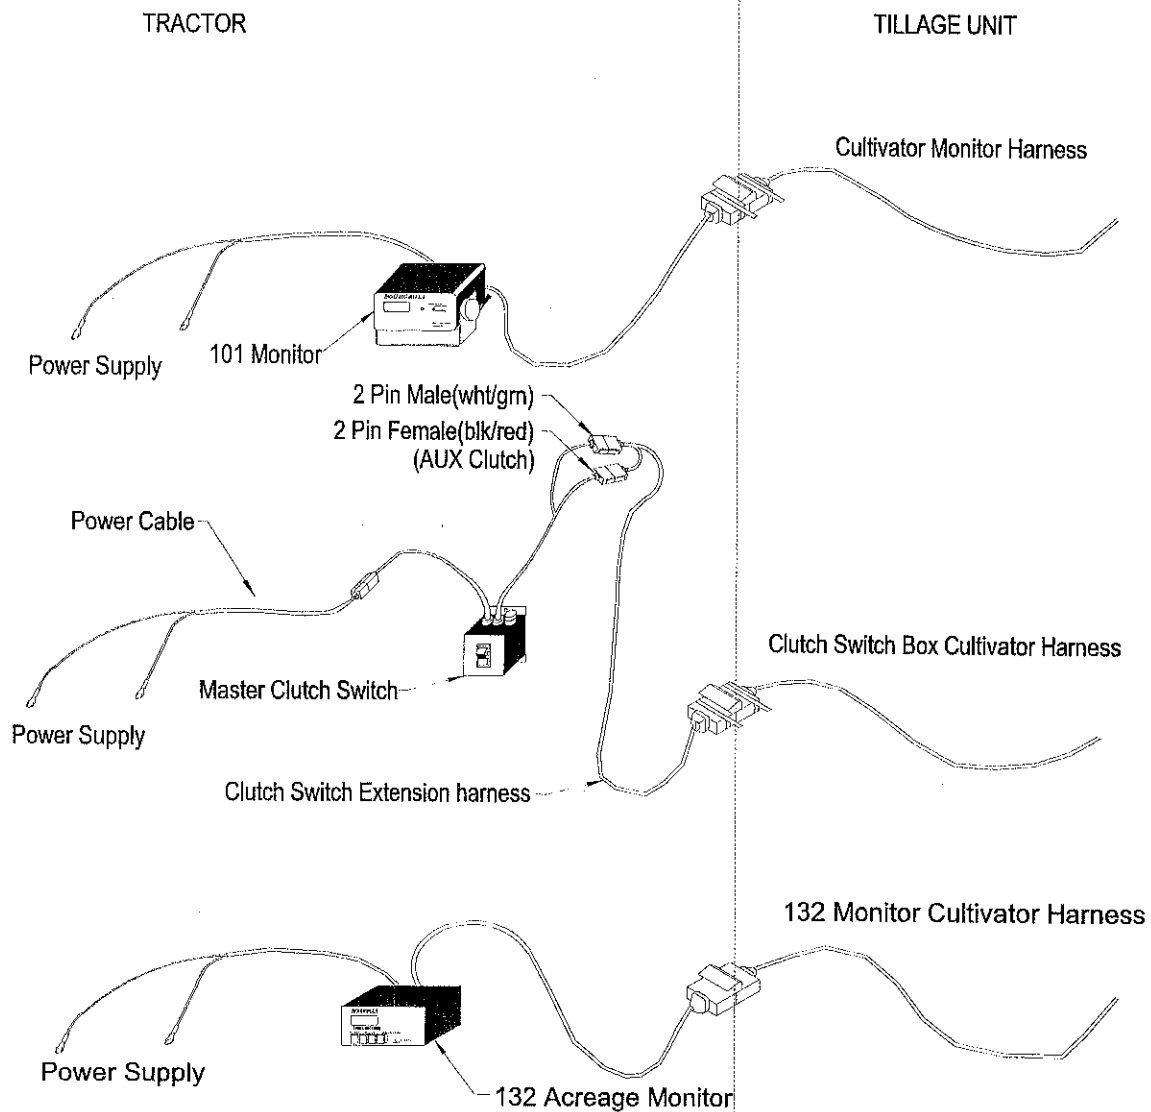 TRACTOR
TILLAGE UNIT
Cultivator Monitor Harness
Power Supply
101 Monitor
2 Pin Male(wht/grn)
2 Pin Female(blk/red)
(AUX Clutch)
Power Cable
Clutch Switch Box Cultivator Harness
Master Clutch Switch
Power Supply
Clutch Switch Extension harness
132 Monitor Cultivator Harness
Power Supply
132 Acreage Monitor